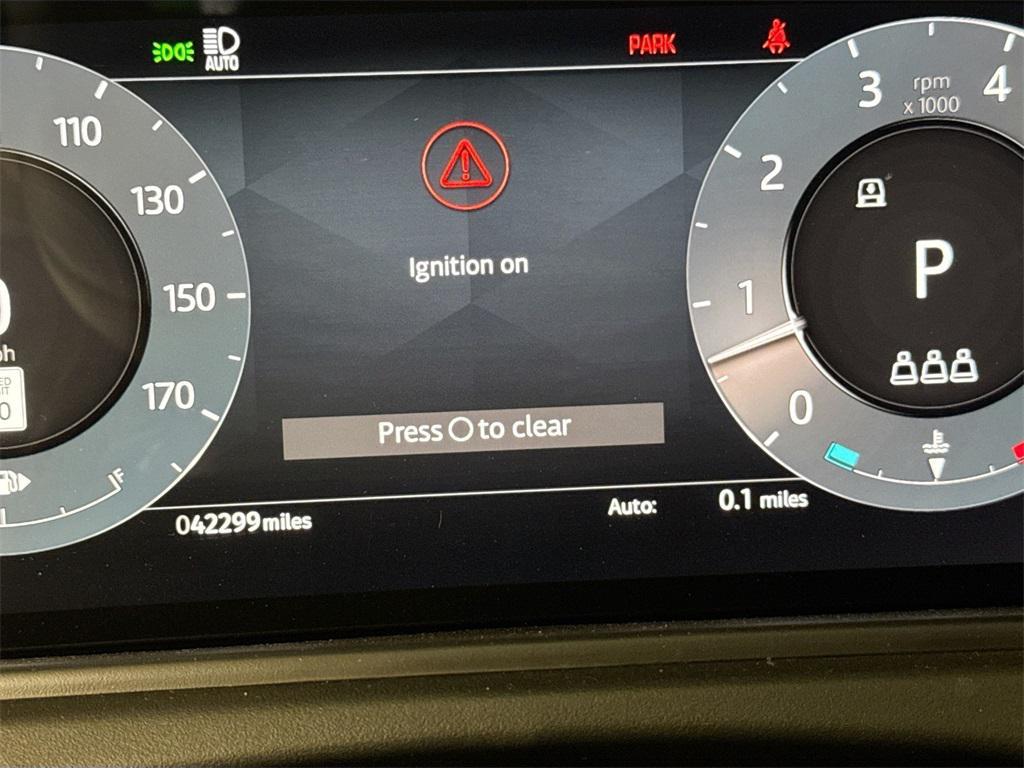 AUTO
PARK
rpm
x 1000
3
4
2
1
0
110
130
150
170
Ignition on
P
Press to clear
F
042299 miles
Auto: 0.1 miles